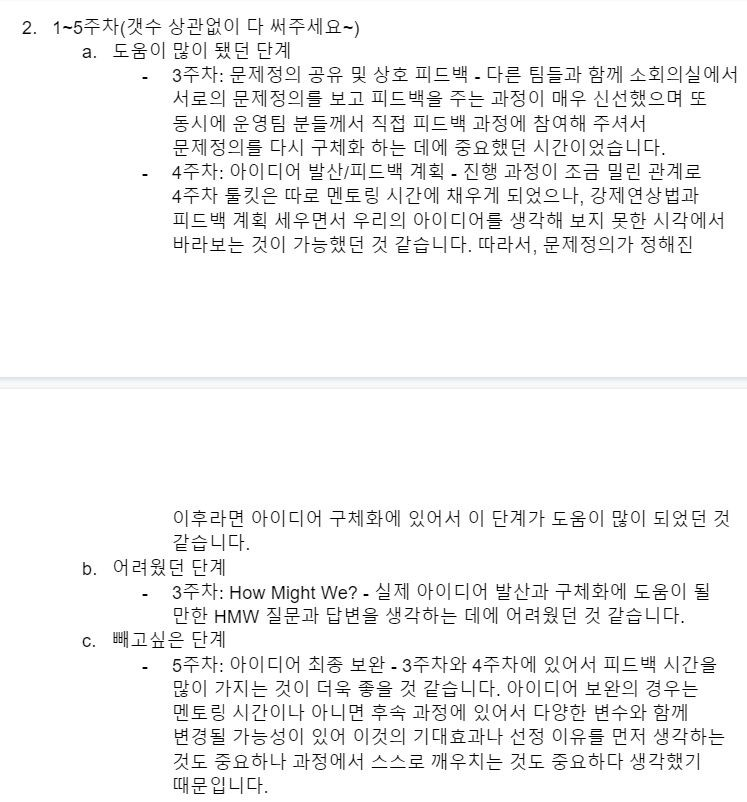 2. 1~5주차(갯수 상관없이 다 써주세요~)
a. 도움이 많이 됐던 단계
- 3주차: 문제정의 공유 및 상호 피드백 - 다른 팀들과 함께 소회의실에서
서로의 문제정의를 보고 피드백을 주는 과정이 매우 신선했으며 또
동시에 운영팀 분들께서 직접 피드백 과정에 참여해 주셔서
문제정의를 다시 구체화 하는 데에 중요했던 시간이었습니다.
- 4주차: 아이디어 발산/피드백 계획 - 진행 과정이 조금 밀린 관계로
4주차 툴킷은 따로 멘토링 시간에 채우게 되었으나, 강제연상법과
피드백 계획 세우면서 우리의 아이디어를 생각해 보지 못한 시각에서
바라보는 것이 가능했던 것 같습니다. 따라서, 문제정의가 정해진
이후라면 아이디어 구체화에 있어서 이 단계가 도움이 많이 되었던 것
같습니다.
b. 어려웠던 단계
- 3주차: How Might We? - 실제 아이디어 발산과 구체화에 도움이 될
만한 HMW 질문과 답변을 생각하는 데에 어려웠던 것 같습니다.
c. 빼고싶은 단계
- 5주차: 아이디어 최종 보완 - 3주차와 4주차에 있어서 피드백 시간을
많이 가지는 것이 더욱 좋을 것 같습니다. 아이디어 보완의 경우는
멘토링 시간이나 아니면 후속 과정에 있어서 다양한 변수와 함께
변경될 가능성이 있어 이것의 기대효과나 선정 이유를 먼저 생각하는
것도 중요하나 과정에서 스스로 깨우치는 것도 중요하다 생각했기
때문입니다.